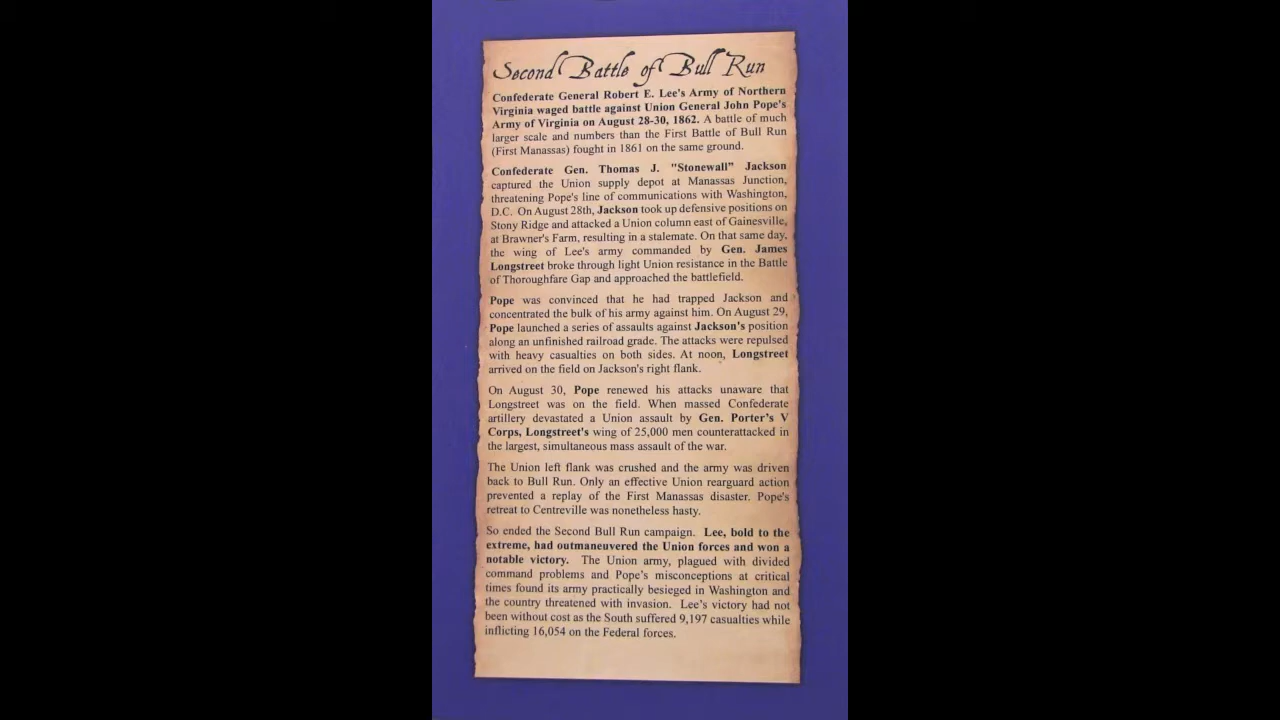 Second Battle of Bull Run
Confederate General Robert E. Lee's Army of Northern
Virginia waged battle against Union General John Pope's
Army of Virginia on August 28-30, 1862. A battle of much
larger scale and numbers than the First Battle of Bull Run
(First Manassas) fought in 1861 on the same ground.
Confederate Gen. Thomas J. "Stonewall" Jackson
captured the Union supply depot at Manassas Junction,
threatening Pope's line of communications with Washington,
D.C. On August 28th, Jackson took up defensive positions on
Stony Ridge and attacked a Union column east of Gainesville,
at Brawner's Farm, resulting in a stalemate. On that same day,
the wing of Lee's army commanded by Gen. James
Longstreet broke through light Union resistance in the Battle
of Thoroughfare Gap and approached the battlefield.
Pope was convinced that he had trapped Jackson and
concentrated the bulk of his army against him. On August 29,
Pope launched a series of assaults against Jackson's position
along an unfinished railroad grade. The attacks were repulsed
with heavy casualties on both sides. At noon, Longstreet
arrived on the field on Jackson's right flank.
On August 30, Pope renewed his attacks unaware that
Longstreet was on the field. When massed Confederate
artillery devastated a Union assault by Gen. Porter's V
Corps, Longstreet's wing of 25,000 men counterattacked in
the largest, simultaneous mass assault of the war.
The Union left flank was crushed and the army was driven
back to Bull Run. Only an effective Union rearguard action
prevented a replay of the First Manassas disaster. Pope's
retreat to Centreville was nonetheless hasty.
So ended the Second Bull Run campaign. Lee, bold to the
extreme, had outmaneuvered the Union forces and won a
notable victory. The Union army, plagued with divided
command problems and Pope's misconceptions at critical
times found its army practically besieged in Washington and
the country threatened with invasion. Lee's victory had not
been without cost as the South suffered 9,197 casualties while
inflicting 16,054 on the Federal forces.